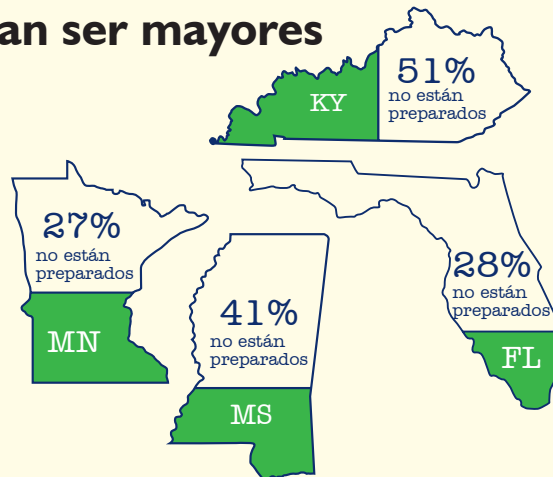 an ser mayores
KY
51%
no están
preparados
27%
no están
preparados
MN
41%
no están
preparados
MS
28%
no están
preparados
FL